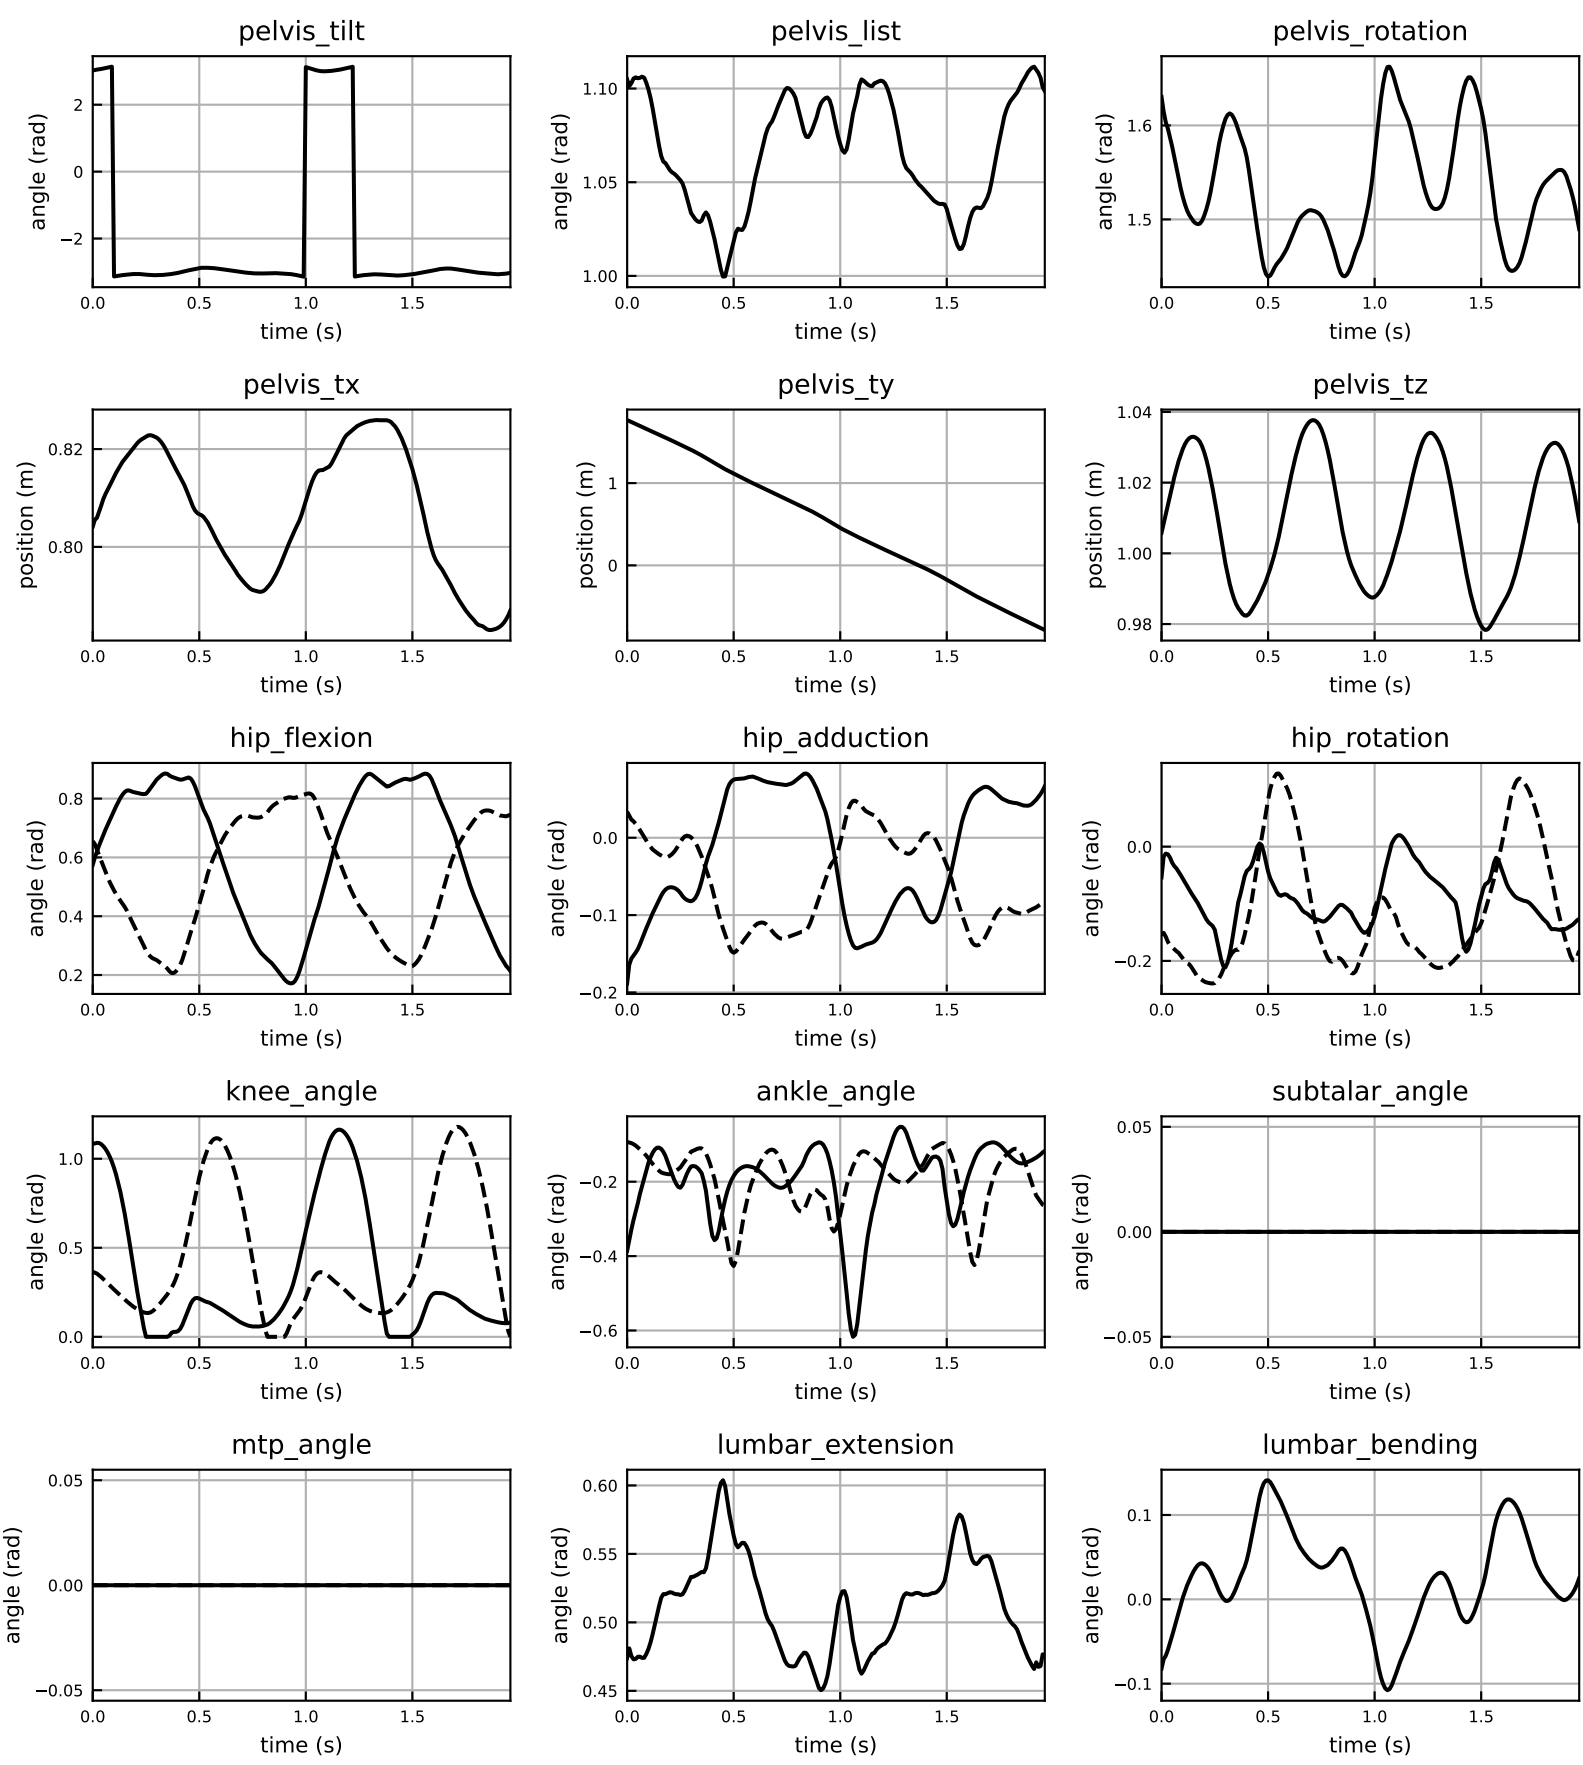 pelvis_tilt
angle (rad)
2
0
−2
0.0 0.5 1.0 1.5
time (s)
pelvis_list
angle (rad)
1.10
1.05
1.00
0.0 0.5 1.0 1.5
time (s)
pelvis_rotation
angle (rad)
1.6
1.5
0.0 0.5 1.0 1.5
time (s)
pelvis_tx
position (m)
0.82
0.80
0.0 0.5 1.0 1.5
time (s)
pelvis_ty
position (m)
1
0
0.0 0.5 1.0 1.5
time (s)
pelvis_tz
position (m)
1.04
1.02
1.00
0.98
0.0 0.5 1.0 1.5
time (s)
hip_flexion
angle (rad)
0.8
0.6
0.4
0.2
0.0 0.5 1.0 1.5
time (s)
hip_adduction
angle (rad)
0.0
−0.1
−0.2
0.0 0.5 1.0 1.5
time (s)
hip_rotation
angle (rad)
0.0
−0.2
0.0 0.5 1.0 1.5
time (s)
knee_angle
angle (rad)
1.0
0.5
0.0
0.0 0.5 1.0 1.5
time (s)
ankle_angle
angle (rad)
−0.2
−0.4
−0.6
0.0 0.5 1.0 1.5
time (s)
subtalar_angle
angle (rad)
0.05
0.00
−0.05
0.0 0.5 1.0 1.5
time (s)
mtp_angle
angle (rad)
0.05
0.00
−0.05
0.0 0.5 1.0 1.5
time (s)
lumbar_extension
angle (rad)
0.60
0.55
0.50
0.45
0.0 0.5 1.0 1.5
time (s)
lumbar_bending
angle (rad)
0.1
0.0
−0.1
0.0 0.5 1.0 1.5
time (s)